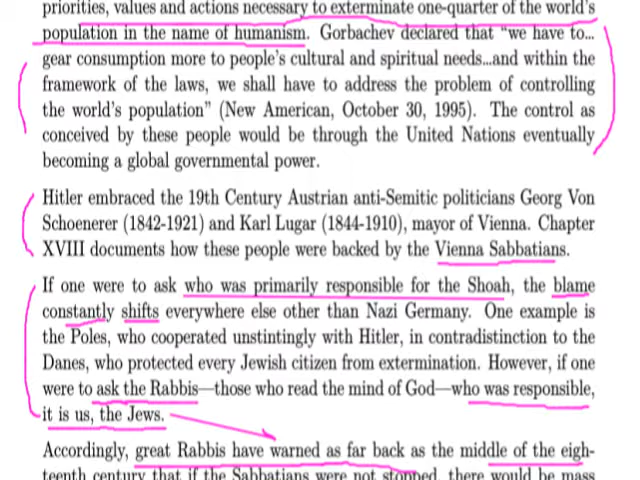 priorities, values and actions necessary to exterminate one-quarter of the world's
population in the name of humanism. Gorbachev declared that "we have to...
gear consumption more to people's cultural and spiritual needs...and within the
framework of the laws, we shall have to address the problem of controlling
the world's population" (New American, October 30, 1995). The control as
conceived by these people would be through the United Nations eventually
becoming a global governmental power.
Hitler embraced the 19th Century Austrian anti-Semitic politicians Georg Von
Schoenerer (1842-1921) and Karl Lugar (1844-1910), mayor of Vienna. Chapter
XVIII documents how these people were backed by the Vienna Sabbatians.
If one were to ask who was primarily responsible for the Shoah, the blame
constantly shifts everywhere else other than Nazi Germany. One example is
the Poles, who cooperated unstintingly with Hitler, in contradistinction to the
Danes, who protected every Jewish citizen from extermination. However, if one
were to ask the Rabbis—those who read the mind of God—who was responsible,
it is us, the Jews.
Accordingly, great Rabbis have warned as far back as the middle of the eigh-
teenth century that if the Sabbatians were not stopped, there would be mass